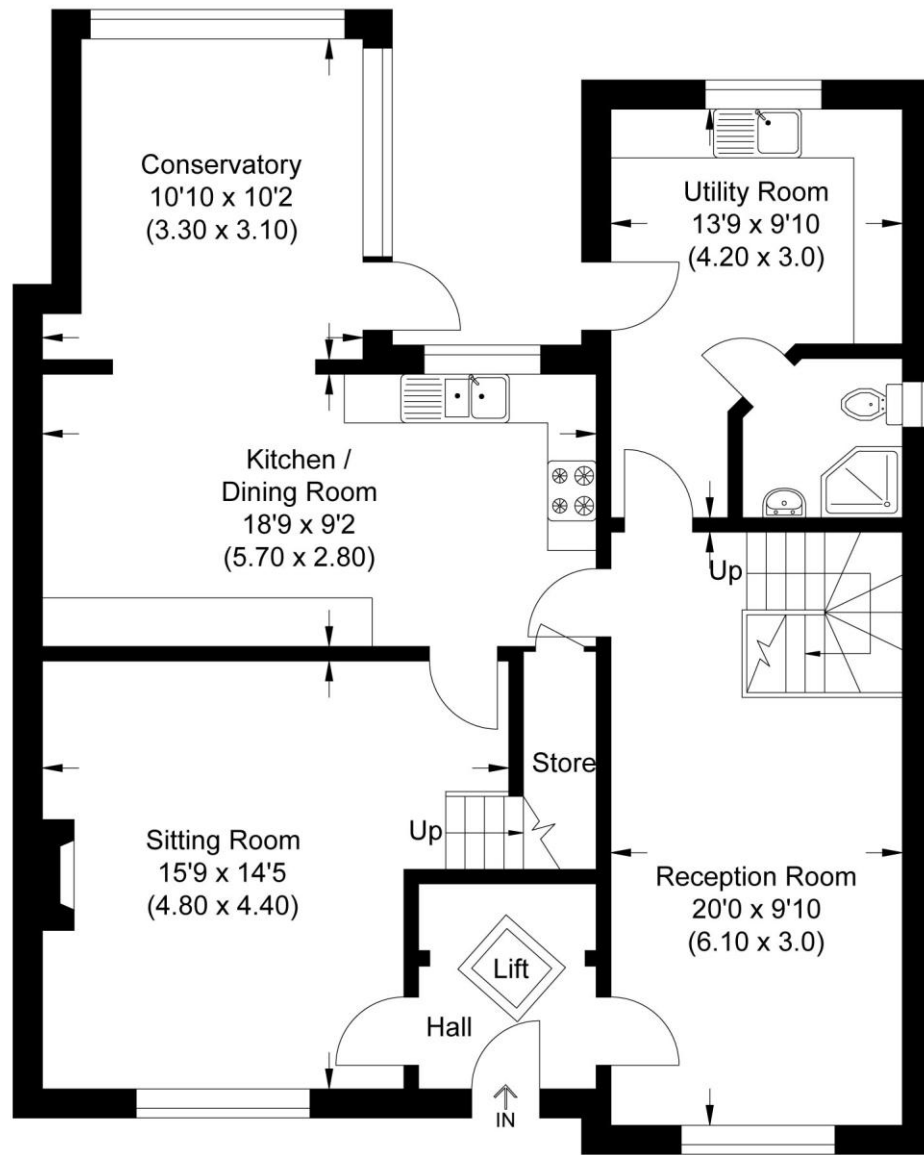 Conservatory
10'10 x 10'2
(3.30 x 3.10)
Utility Room
13'9 x 9'10
(4.20 x 3.0)
Kitchen /
Dining Room
18'9 x 9'2
(5.70 x 2.80)
Up
Store
Sitting Room
15'9 x 14'5
(4.80 x 4.40)
Up
Reception Room
20'0 x 9'10
(6.10 x 3.0)
Lift
Hall
IN